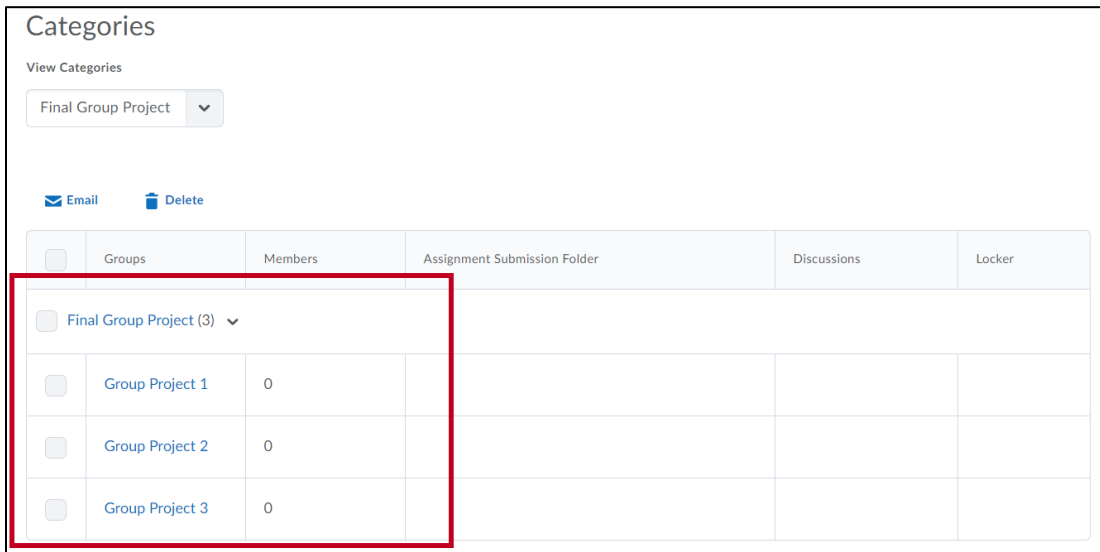 Categories
View Categories
Final Group Project
Email Delete
Groups Members Assignment Submission Folder Discussions Locker
Final Group Project (3)
Group Project 1 0
Group Project 2 0
Group Project 3 0